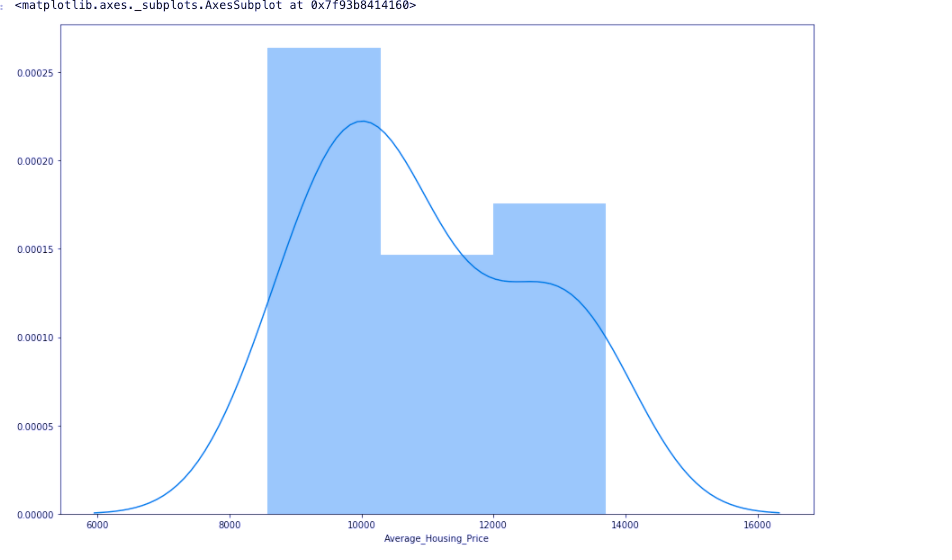 : <matplotlib.axes._subplots.AxesSubplot at 0x7f93b8414160>
0.00025
0.00020
0.00015
0.00010
0.00005
0.00000
6000 8000 10000 12000 14000 16000
Average_Housing_Price